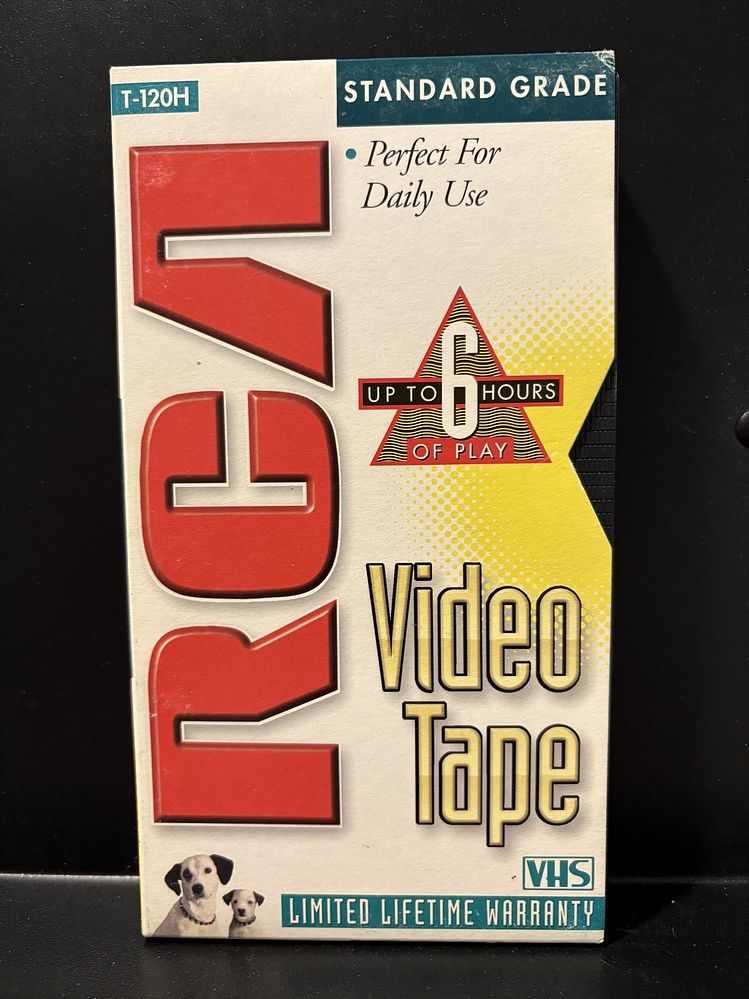 T-120H
STANDARD GRADE
• Perfect For
Daily Use
RCA
6
UP TO HOURS
OF PLAY
Video
Tape
VHS
LIMITED LIFETIME WARRANTY